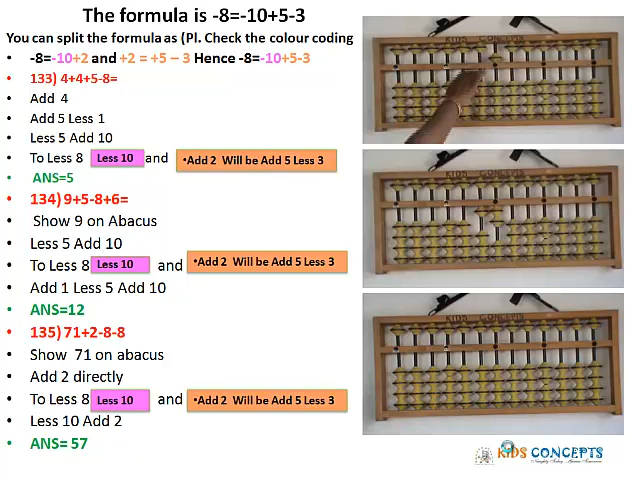 The formula is -8=-10+5-3
You can split the formula as (Pl. Check the colour coding
• -8=-10+2 and +2 = +5 – 3 Hence -8=-10+5-3
• 133) 4+4+5-8=
• Add 4
• Add 5 Less 1
• Less 5 Add 10
• To Less 8 Less 10 and •Add 2 Will be Add 5 Less 3
• ANS=5
• 134) 9+5-8+6=
• Show 9 on Abacus
• Less 5 Add 10
• To Less 8 Less 10 and •Add 2 Will be Add 5 Less 3
• Add 1 Less 5 Add 10
• ANS=12
• 135) 71+2-8-8
• Show 71 on abacus
• Add 2 directly
• To Less 8 Less 10 and •Add 2 Will be Add 5 Less 3
• Less 10 Add 2
• ANS= 57
KIDS CONCEPTS
KIDS CONCEPTS
KIDS CONCEPTS
KIDS CONCEPTS